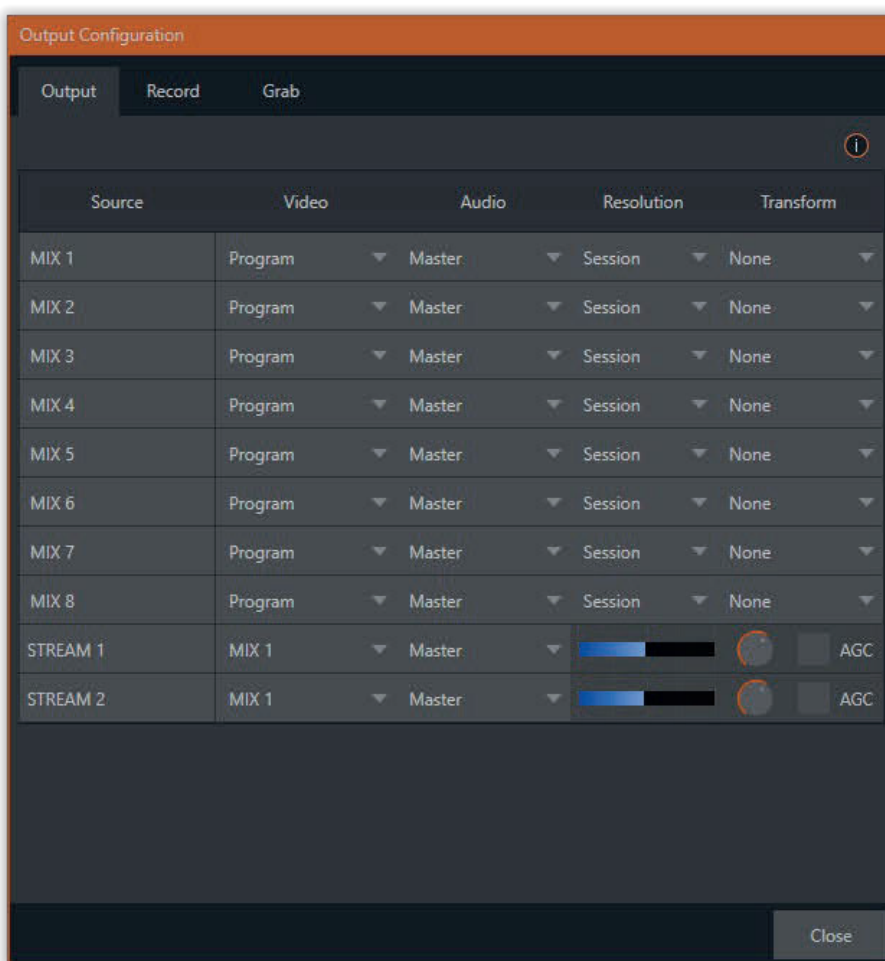 Output Configuration
Output Record Grab
i
Source Video Audio Resolution Transform
MIX 1 Program Master Session None
MIX 2 Program Master Session None
MIX 3 Program Master Session None
MIX 4 Program Master Session None
MIX 5 Program Master Session None
MIX 6 Program Master Session None
MIX 7 Program Master Session None
MIX 8 Program Master Session None
STREAM 1 MIX 1 Master AGC
STREAM 2 MIX 1 Master AGC
Close